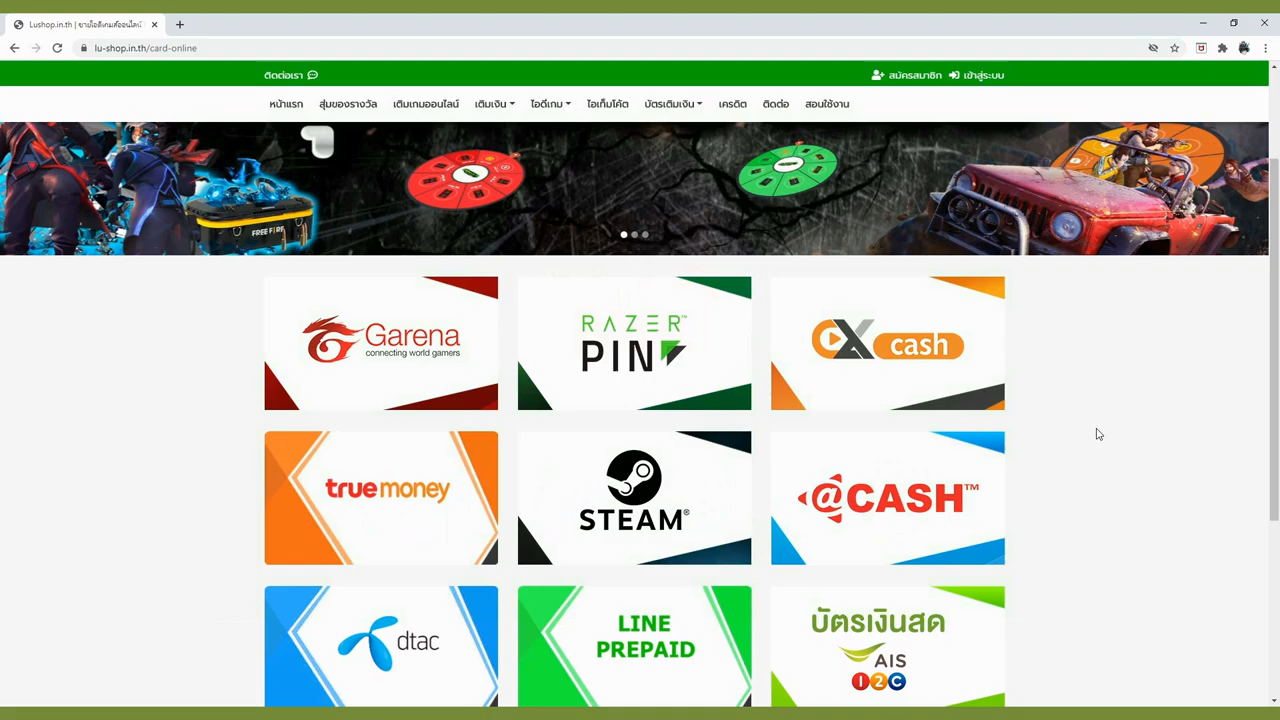 Lushop.in.th | ขายไอดีเกมส์ออนไลน์
lu-shop.in.th/card-online
ติดต่อเรา
สมัครสมาชิก เข้าสู่ระบบ
หน้าแรก สุ่มของรางวัล เติมเกมออนไลน์ เติมเงิน ไอดีเกม ไอเท็มโค้ด บัตรเติมเงิน เครดิต ติดต่อ สอนใช้งาน
FREE FIRE
Garena
connecting world gamers
RAZER™
PIN
OX cash
truemoney
STEAM®
@CASH™
dtac
LINE
PREPAID
บัตรเงินสด
AIS
12C